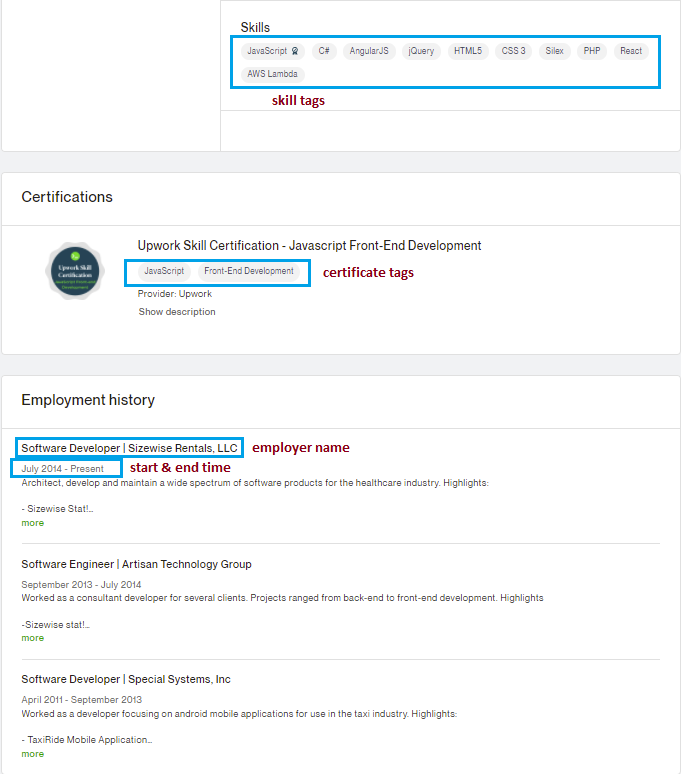 Skills
JavaScript C# AngularJS jQuery HTML5 CSS 3 Silex PHP React
AWS Lambda
skill tags
Certifications
Upwork Skill Certification - Javascript Front-End Development
Upwork Skill
Certification
JavaScript Front-End
Development
JavaScript Front-End Development
certificate tags
Provider: Upwork
Show description
Employment history
Software Developer | Sizewise Rentals, LLC
employer name
July 2014 - Present
start & end time
Architect, develop and maintain a wide spectrum of software products for the healthcare industry. Highlights:
- Sizewise Stat!...
more
Software Engineer | Artisan Technology Group
September 2013 - July 2014
Worked as a consultant developer for several clients. Projects ranged from back-end to front-end development. Highlights
-Sizewise stat!...
more
Software Developer | Special Systems, Inc
April 2011 - September 2013
Worked as a developer focusing on android mobile applications for use in the taxi industry. Highlights:
- TaxiRide Mobile Application...
more